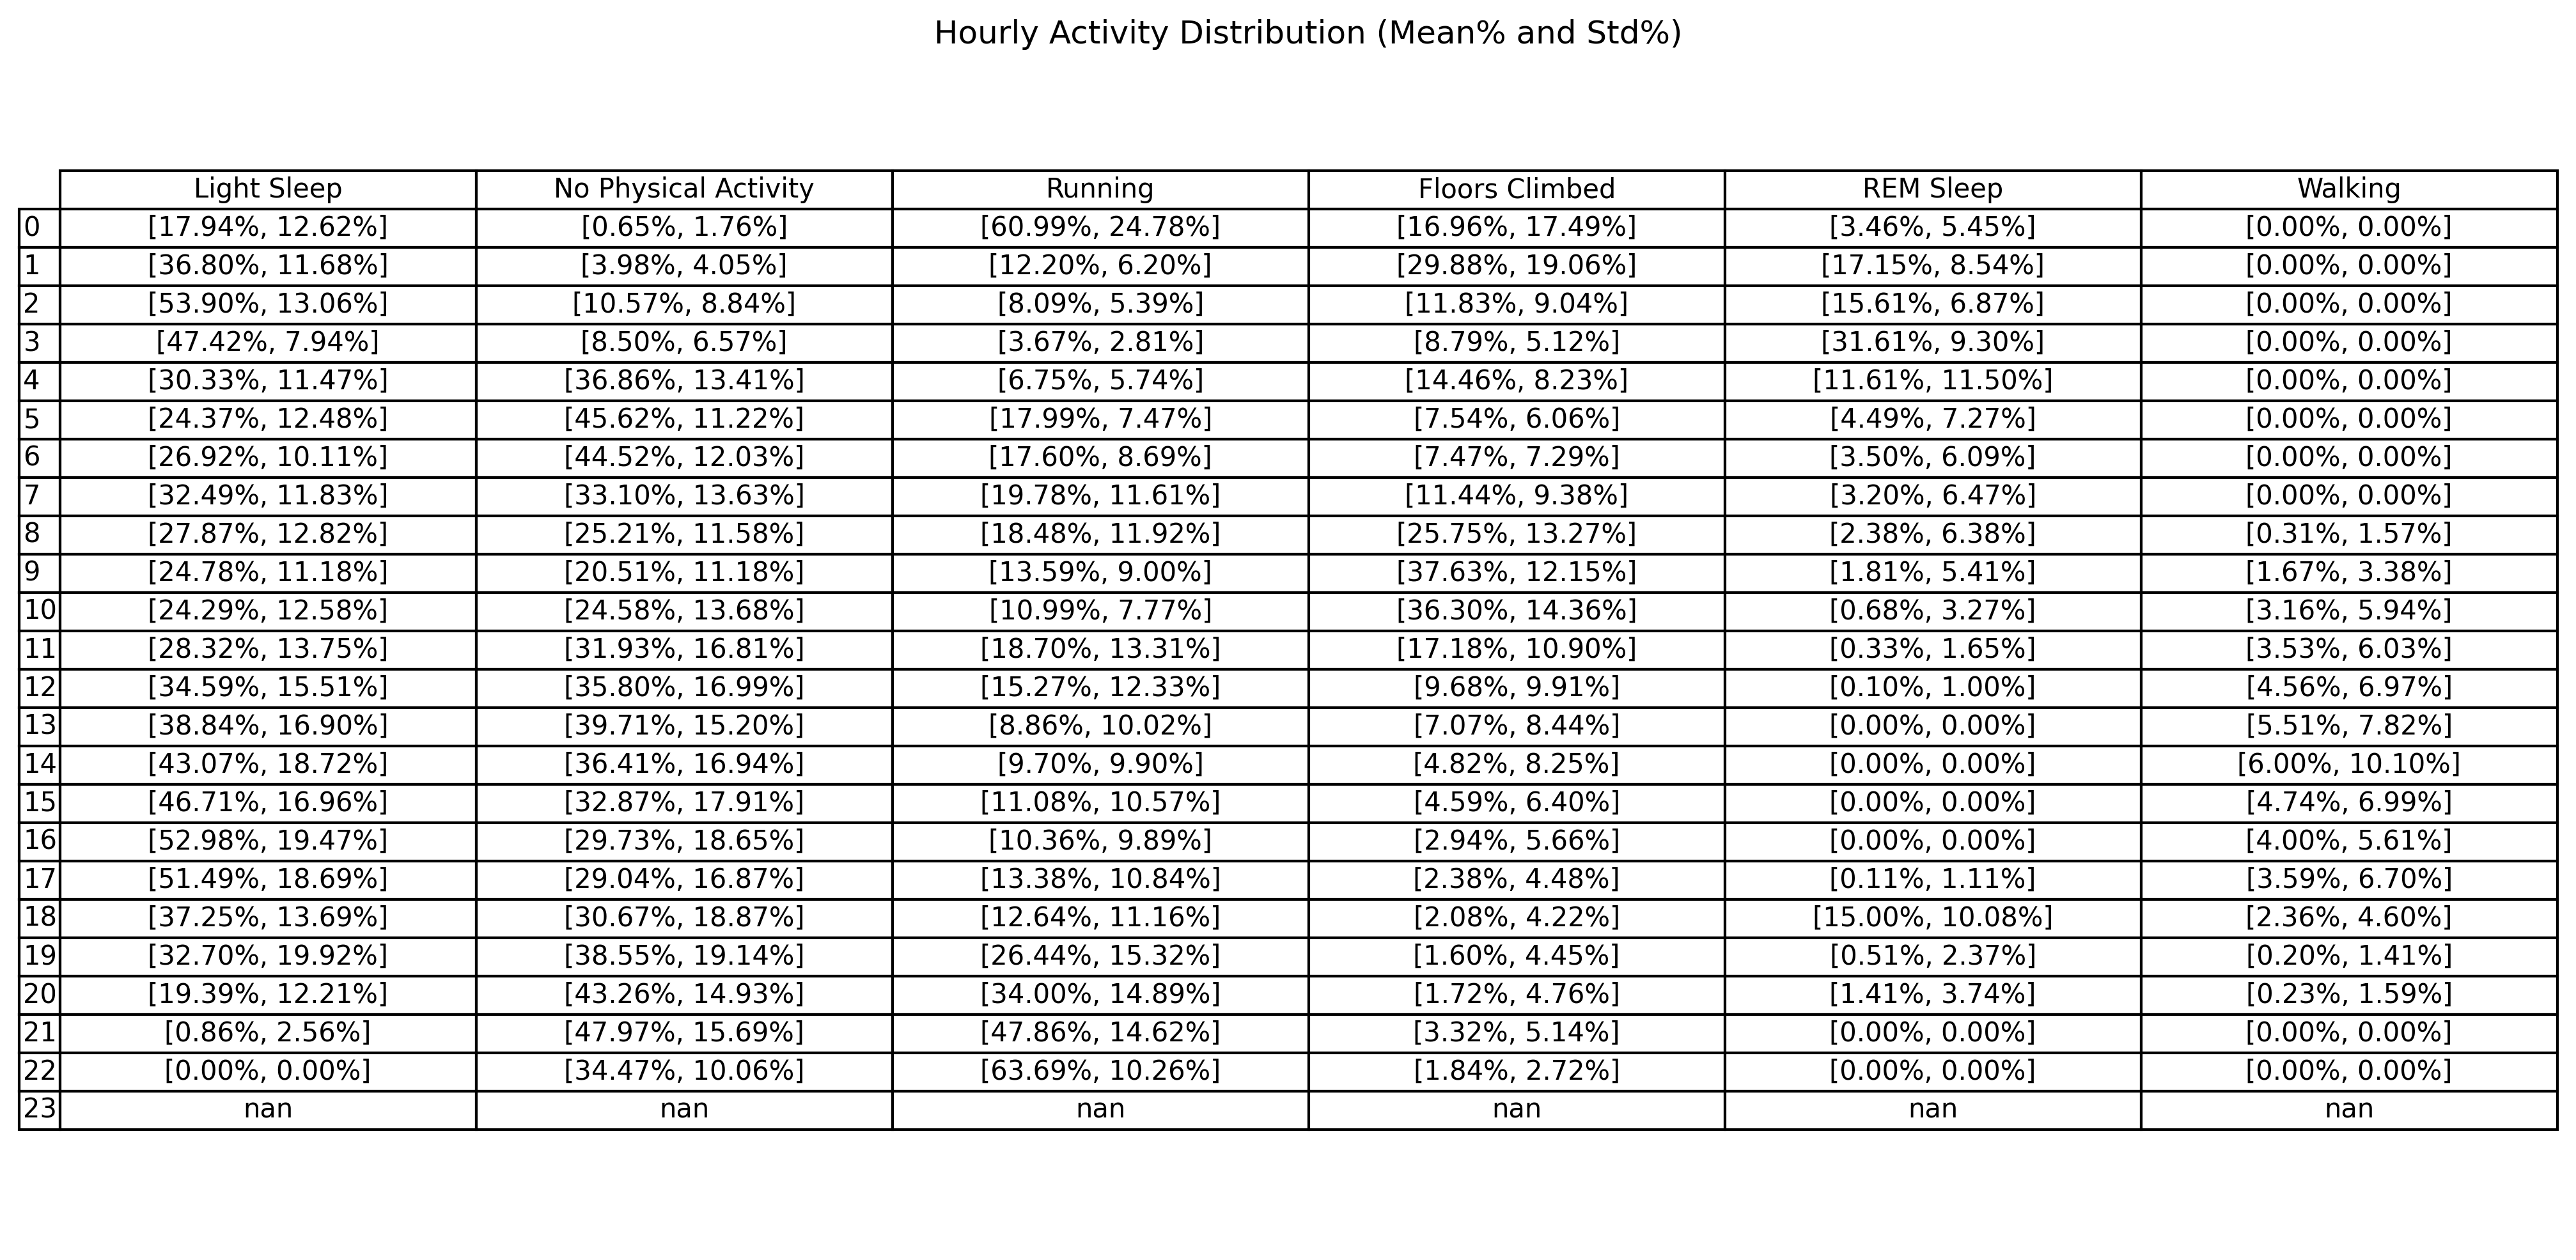 Hourly Activity Distribution (Mean% and Std%)
Light Sleep No Physical Activity Running Floors Climbed REM Sleep Walking
0 [17.94%, 12.62%] [0.65%, 1.76%] [60.99%, 24.78%] [16.96%, 17.49%] [3.46%, 5.45%] [0.00%, 0.00%]
1 [36.80%, 11.68%] [3.98%, 4.05%] [12.20%, 6.20%] [29.88%, 19.06%] [17.15%, 8.54%] [0.00%, 0.00%]
2 [53.90%, 13.06%] [10.57%, 8.84%] [8.09%, 5.39%] [11.83%, 9.04%] [15.61%, 6.87%] [0.00%, 0.00%]
3 [47.42%, 7.94%] [8.50%, 6.57%] [3.67%, 2.81%] [8.79%, 5.12%] [31.61%, 9.30%] [0.00%, 0.00%]
4 [30.33%, 11.47%] [36.86%, 13.41%] [6.75%, 5.74%] [14.46%, 8.23%] [11.61%, 11.50%] [0.00%, 0.00%]
5 [24.37%, 12.48%] [45.62%, 11.22%] [17.99%, 7.47%] [7.54%, 6.06%] [4.49%, 7.27%] [0.00%, 0.00%]
6 [26.92%, 10.11%] [44.52%, 12.03%] [17.60%, 8.69%] [7.47%, 7.29%] [3.50%, 6.09%] [0.00%, 0.00%]
7 [32.49%, 11.83%] [33.10%, 13.63%] [19.78%, 11.61%] [11.44%, 9.38%] [3.20%, 6.47%] [0.00%, 0.00%]
8 [27.87%, 12.82%] [25.21%, 11.58%] [18.48%, 11.92%] [25.75%, 13.27%] [2.38%, 6.38%] [0.31%, 1.57%]
9 [24.78%, 11.18%] [20.51%, 11.18%] [13.59%, 9.00%] [37.63%, 12.15%] [1.81%, 5.41%] [1.67%, 3.38%]
10 [24.29%, 12.58%] [24.58%, 13.68%] [10.99%, 7.77%] [36.30%, 14.36%] [0.68%, 3.27%] [3.16%, 5.94%]
11 [28.32%, 13.75%] [31.93%, 16.81%] [18.70%, 13.31%] [17.18%, 10.90%] [0.33%, 1.65%] [3.53%, 6.03%]
12 [34.59%, 15.51%] [35.80%, 16.99%] [15.27%, 12.33%] [9.68%, 9.91%] [0.10%, 1.00%] [4.56%, 6.97%]
13 [38.84%, 16.90%] [39.71%, 15.20%] [8.86%, 10.02%] [7.07%, 8.44%] [0.00%, 0.00%] [5.51%, 7.82%]
14 [43.07%, 18.72%] [36.41%, 16.94%] [9.70%, 9.90%] [4.82%, 8.25%] [0.00%, 0.00%] [6.00%, 10.10%]
15 [46.71%, 16.96%] [32.87%, 17.91%] [11.08%, 10.57%] [4.59%, 6.40%] [0.00%, 0.00%] [4.74%, 6.99%]
16 [52.98%, 19.47%] [29.73%, 18.65%] [10.36%, 9.89%] [2.94%, 5.66%] [0.00%, 0.00%] [4.00%, 5.61%]
17 [51.49%, 18.69%] [29.04%, 16.87%] [13.38%, 10.84%] [2.38%, 4.48%] [0.11%, 1.11%] [3.59%, 6.70%]
18 [37.25%, 13.69%] [30.67%, 18.87%] [12.64%, 11.16%] [2.08%, 4.22%] [15.00%, 10.08%] [2.36%, 4.60%]
19 [32.70%, 19.92%] [38.55%, 19.14%] [26.44%, 15.32%] [1.60%, 4.45%] [0.51%, 2.37%] [0.20%, 1.41%]
20 [19.39%, 12.21%] [43.26%, 14.93%] [34.00%, 14.89%] [1.72%, 4.76%] [1.41%, 3.74%] [0.23%, 1.59%]
21 [0.86%, 2.56%] [47.97%, 15.69%] [47.86%, 14.62%] [3.32%, 5.14%] [0.00%, 0.00%] [0.00%, 0.00%]
22 [0.00%, 0.00%] [34.47%, 10.06%] [63.69%, 10.26%] [1.84%, 2.72%] [0.00%, 0.00%] [0.00%, 0.00%]
23 nan nan nan nan nan nan